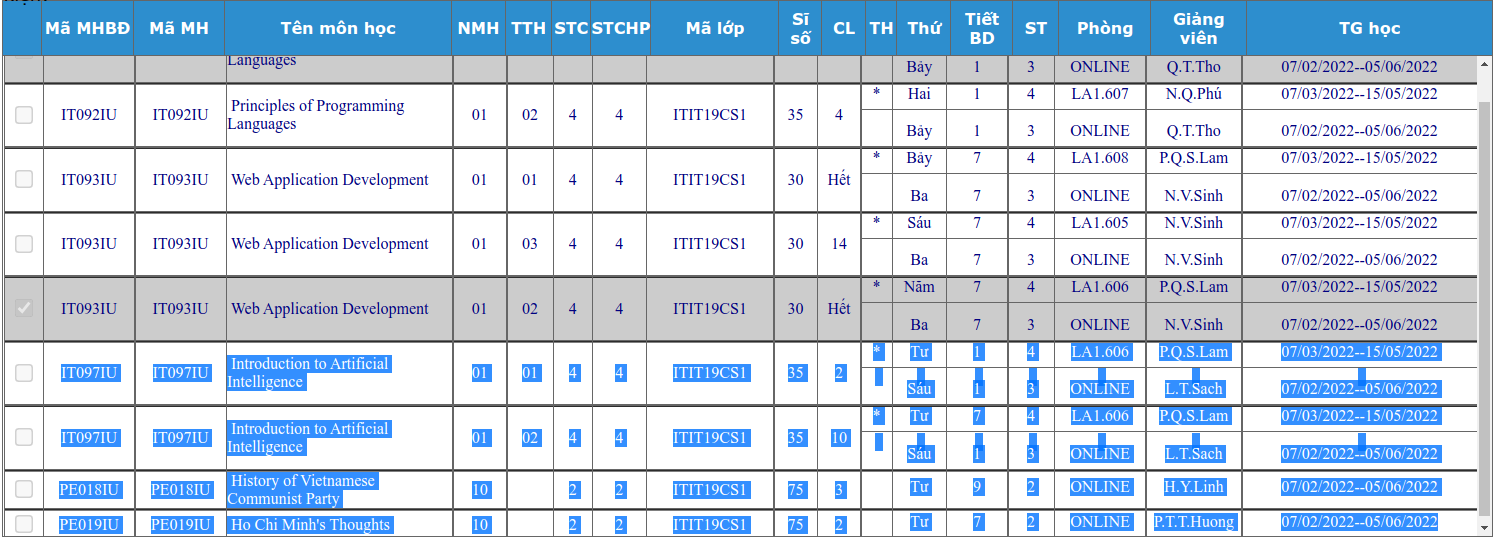 Mã MHBĐ Mã MH Tên môn học NMH TTH STC STCHP Mã lớp Sĩ số CL TH Thứ Tiết BD ST Phòng Giảng viên TG học
Languages Bảy 1 3 ONLINE Q.T.Tho 07/02/2022--05/06/2022
IT092IU IT092IU Principles of Programming Languages 01 02 4 4 ITIT19CS1 35 4 * Hai 1 4 LA1.607 N.Q.Phú 07/03/2022--15/05/2022
Bảy 1 3 ONLINE Q.T.Tho 07/02/2022--05/06/2022
IT093IU IT093IU Web Application Development 01 01 4 4 ITIT19CS1 30 Hết * Bảy 7 4 LA1.608 P.Q.S.Lam 07/03/2022--15/05/2022
Ba 7 3 ONLINE N.V.Sinh 07/02/2022--05/06/2022
IT093IU IT093IU Web Application Development 01 03 4 4 ITIT19CS1 30 14 * Sáu 7 4 LA1.605 N.V.Sinh 07/03/2022--15/05/2022
Ba 7 3 ONLINE N.V.Sinh 07/02/2022--05/06/2022
IT093IU IT093IU Web Application Development 01 02 4 4 ITIT19CS1 30 Hết * Năm 7 4 LA1.606 P.Q.S.Lam 07/03/2022--15/05/2022
Ba 7 3 ONLINE N.V.Sinh 07/02/2022--05/06/2022
IT097IU IT097IU Introduction to Artificial Intelligence 01 01 4 4 ITIT19CS1 35 2 * Tư 1 4 LA1.606 P.Q.S.Lam 07/03/2022--15/05/2022
Sáu 1 3 ONLINE L.T.Sach 07/02/2022--05/06/2022
IT097IU IT097IU Introduction to Artificial Intelligence 01 02 4 4 ITIT19CS1 35 10 * Tư 7 4 LA1.606 P.Q.S.Lam 07/03/2022--15/05/2022
Sáu 1 3 ONLINE L.T.Sach 07/02/2022--05/06/2022
PE018IU PE018IU History of Vietnamese Communist Party 10 2 2 ITIT19CS1 75 3 Tư 9 2 ONLINE H.Y.Linh 07/02/2022--05/06/2022
PE019IU PE019IU Ho Chi Minh's Thoughts 10 2 2 ITIT19CS1 75 2 Tư 7 2 ONLINE P.T.T.Huong 07/02/2022--05/06/2022